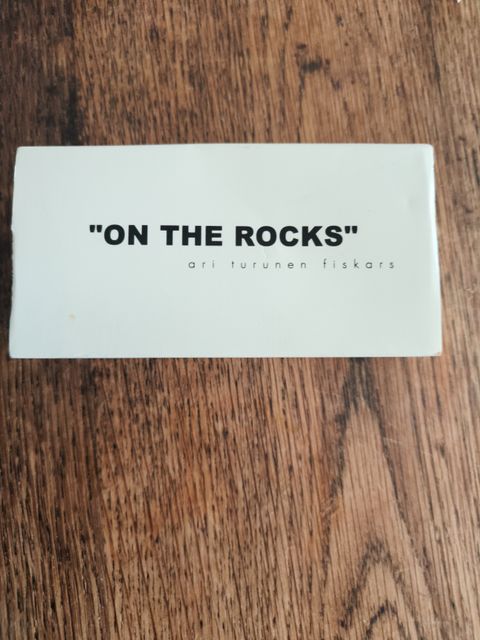 "ON THE ROCKS"
ari turunen fiskars